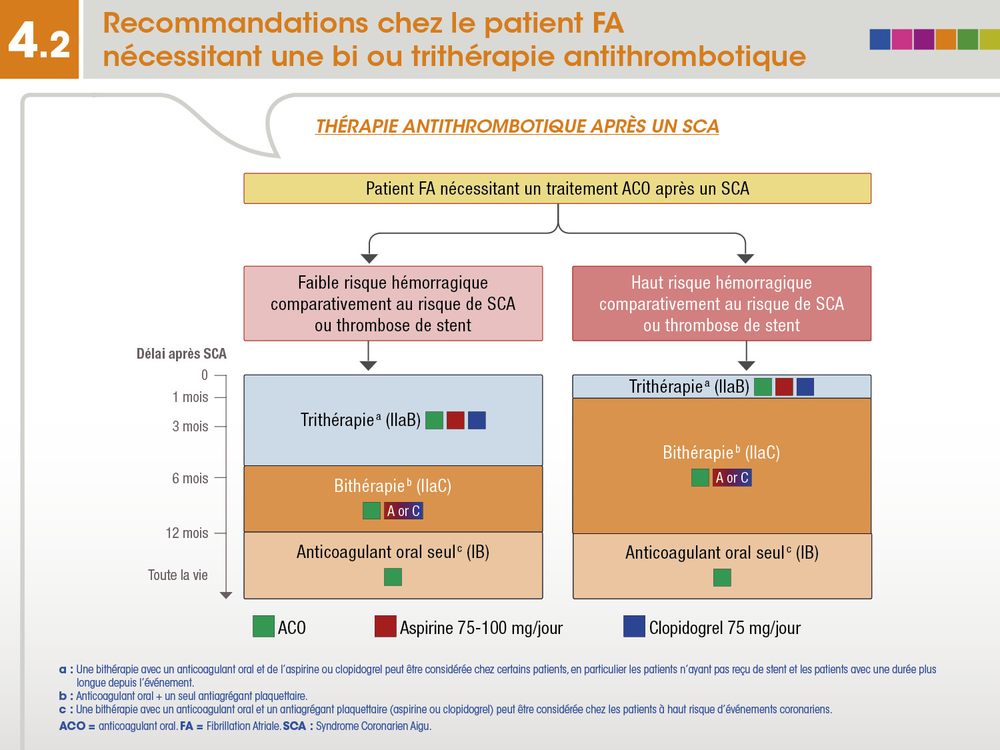 4.2
Recommandations chez le patient FA
nécessitant une bi ou trithérapie antithrombotique
THÉRAPIE ANTITHROMBOTIQUE APRÈS UN SCA
Patient FA nécessitant un traitement ACO après un SCA
Faible risque hémorragique
comparativement au risque de SCA
ou thrombose de stent
Haut risque hémorragique
comparativement au risque de SCA
ou thrombose de stent
Délai après SCA
0
1 mois
3 mois
6 mois
12 mois
Toute la vie
Trithérapie a (IIaB)
Bithérapie b (IIaC)
A or C
Anticoagulant oral seul c (IB)
Trithérapie a (IIaB)
Bithérapie b (IIaC)
A or C
Anticoagulant oral seul c (IB)
ACO
Aspirine 75-100 mg/jour
Clopidogrel 75 mg/jour
a : Une bithérapie avec un anticoagulant oral et de l'aspirine ou clopidogrel peut être considérée chez certains patients, en particulier les patients n'ayant pas reçu de stent et les patients avec une durée plus
longue depuis l'événement.
b : Anticoagulant oral + un seul antiagrégant plaquettaire.
c : Une bithérapie avec un anticoagulant oral et un antiagrégant plaquettaire (aspirine ou clopidogrel) peut être considérée chez les patients à haut risque d'événements coronariens.
ACO = anticoagulant oral. FA = Fibrillation Atriale. SCA : Syndrome Coronarien Aigu.